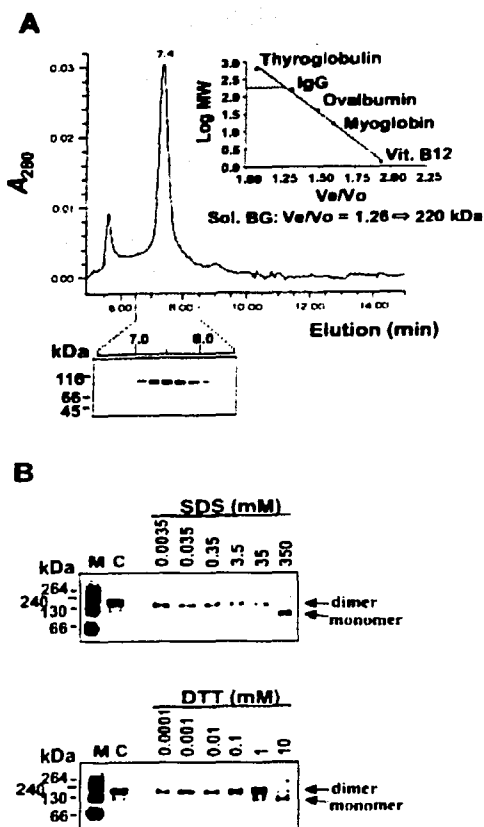 A
7.4
0.03
0.02
0.01
0.00
A280
6.00 8.00 10.00 12.00 14.00
Elution (min)
3.0
2.5
2.0
1.5
1.0
0.5
0.0
Log MW
Thyroglobulin
IgG
Ovalbumin
Myoglobin
Vit. B12
1.00 1.25 1.50 1.75 2.00 2.25
Ve/Vo
Sol. BG: Ve/Vo = 1.26 ⇔ 220 kDa
7.0 8.0
kDa
116-
66-
45-
B
SDS (mM)
0.0035 0.035 0.35 3.5 35 350
kDa M C
264-
240
130-
66-
dimer
monomer
DTT (mM)
0.0001 0.001 0.01 0.1 1 10
kDa M C
264-
240
130-
66-
dimer
monomer